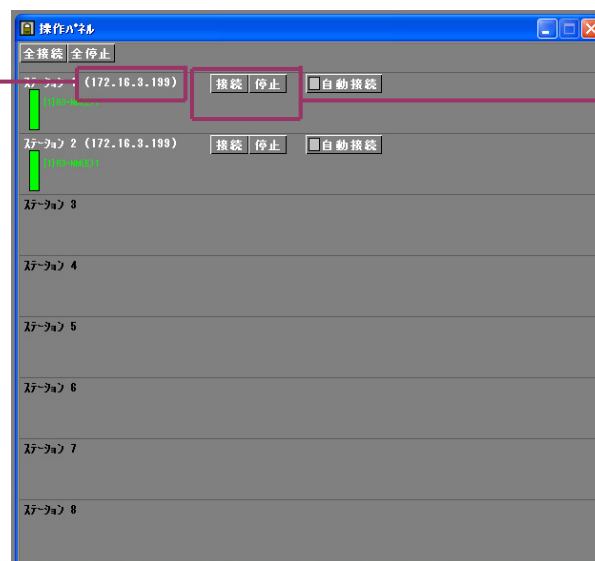 操作ﾊﾟﾈﾙ
全接続 全停止
ｽﾃｰｼｮﾝ 1 (172.16.3.199) 接続 停止 自動接続
ｽﾃｰｼｮﾝ 2 (172.16.3.199) 接続 停止 自動接続
ｽﾃｰｼｮﾝ 3
ｽﾃｰｼｮﾝ 4
ｽﾃｰｼｮﾝ 5
ｽﾃｰｼｮﾝ 6
ｽﾃｰｼｮﾝ 7
ｽﾃｰｼｮﾝ 8